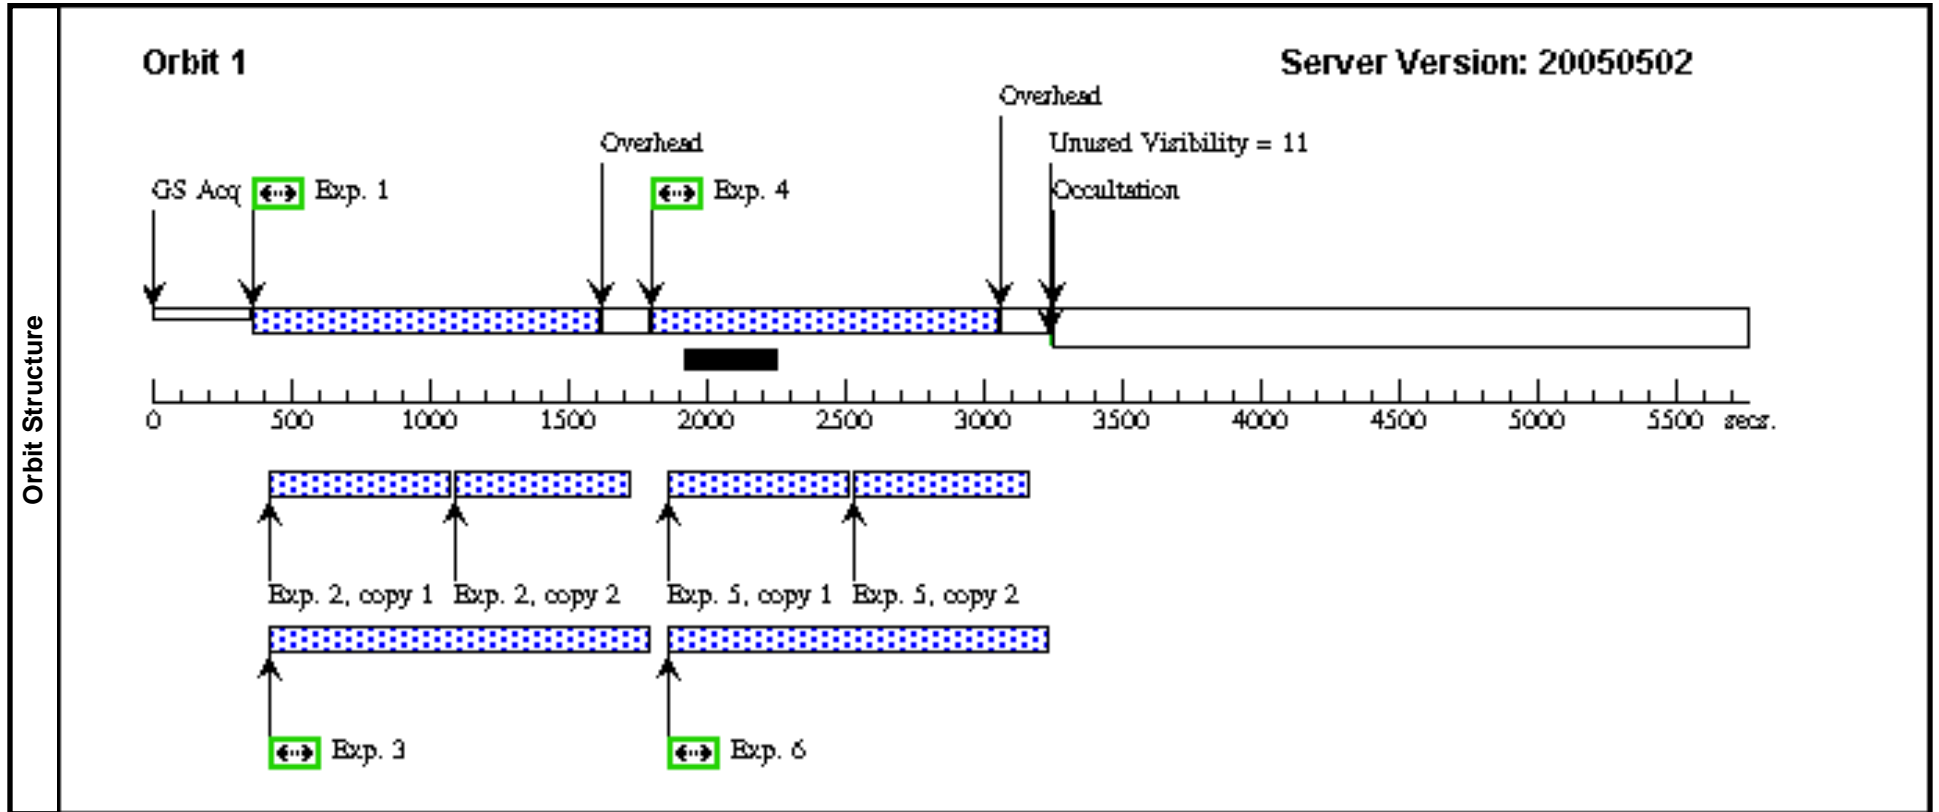 Orbit Structure
Orbit 1
Server Version: 20050502
Overhead
Overhead
Unused Visibility = 11
GS Acq
Exp. 1
Exp. 4
Occultation
0 500 1000 1500 2000 2500 3000 3500 4000 4500 5000 5500 secs.
Exp. 2, copy 1
Exp. 2, copy 2
Exp. 5, copy 1
Exp. 5, copy 2
Exp. 3
Exp. 6